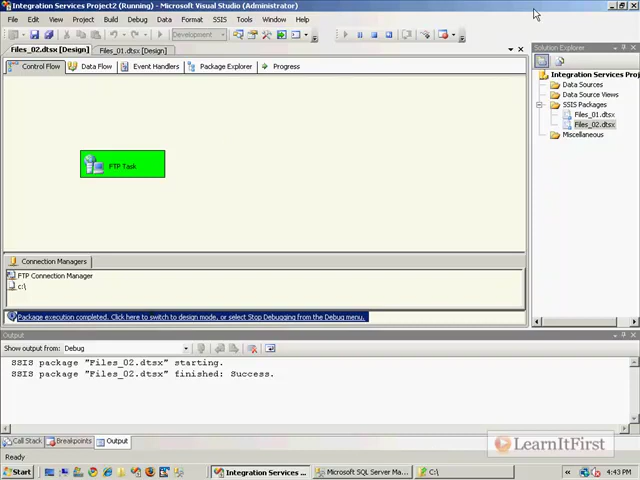 Integration Services Project2 (Running) - Microsoft Visual Studio (Administrator)
File Edit View Project Build Debug Data Format SSIS Tools Window Community Help
Development
Files_02.dtsx [Design] Files_01.dtsx [Design]
Control Flow Data Flow Event Handlers Package Explorer Progress
FTP Task
Connection Managers
FTP Connection Manager
c:\
Package execution completed. Click here to switch to design mode, or select Stop Debugging from the Debug menu.
Solution Explorer
Integration Services Proj
Data Sources
Data Source Views
SSIS Packages
Files_01.dtsx
Files_02.dtsx
Miscellaneous
Output
Show output from: Debug
SSIS package "Files_02.dtsx" starting.
SSIS package "Files_02.dtsx" finished: Success.
Call Stack Breakpoints Output
LearnItFirst
Ready
Start Integration Services ... Microsoft SQL Server Ma... C:\ « 4:43 PM